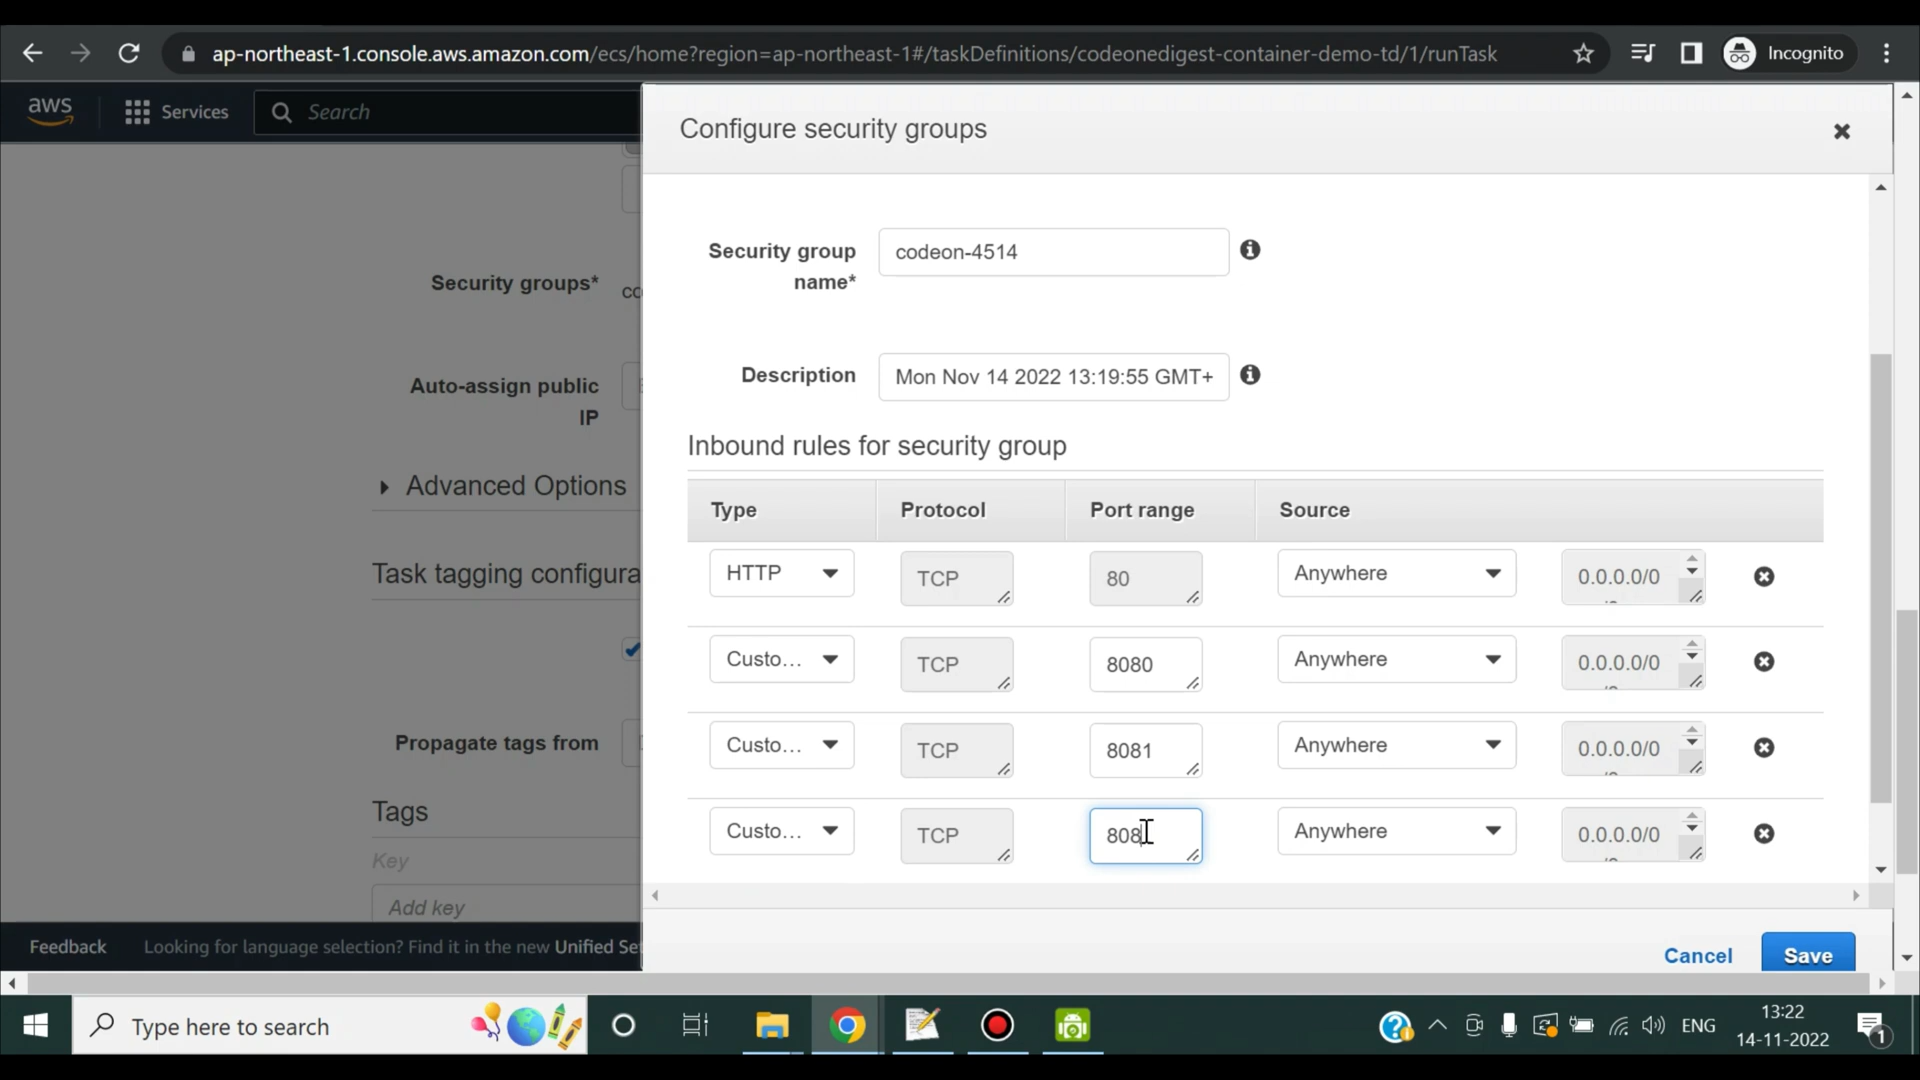 ap-northeast-1.console.aws.amazon.com/ecs/home?region=ap-northeast-1#/taskDefinitions/codeonedigest-container-demo-td/1/runTask
Incognito
aws
Services
Search
Configure security groups
Security groups*
co
Auto-assign public
IP
Advanced Options
Task tagging configura
Propagate tags from
Tags
Key
Add key
Security group
name*
codeon-4514
Description
Mon Nov 14 2022 13:19:55 GMT+
Inbound rules for security group
Type Protocol Port range Source
HTTP TCP 80 Anywhere 0.0.0.0/0
Custo... TCP 8080 Anywhere 0.0.0.0/0
Custo... TCP 8081 Anywhere 0.0.0.0/0
Custo... TCP 808 Anywhere 0.0.0.0/0
Cancel Save
Feedback Looking for language selection? Find it in the new Unified Se
Type here to search
ENG
13:22
14-11-2022
1